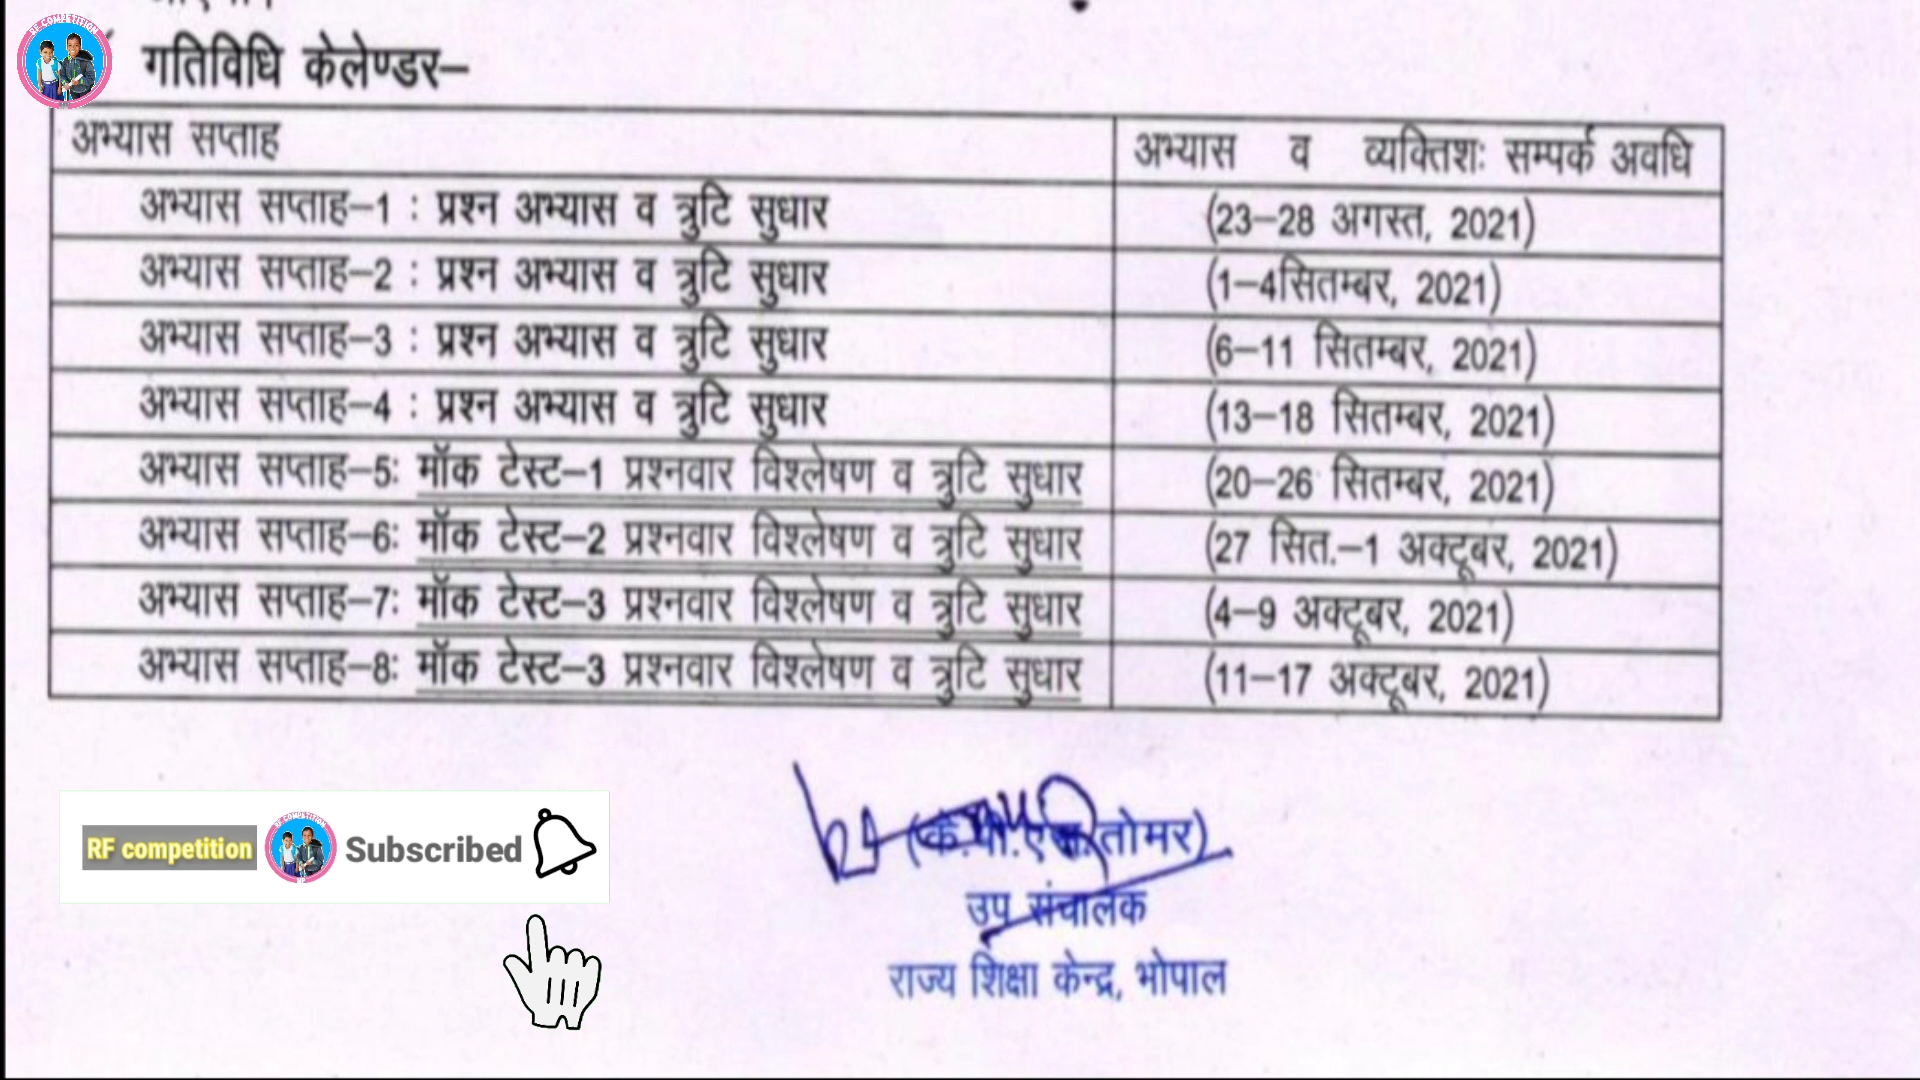 RF COMPETITION
गतिविधि केलेण्डर–
अभ्यास सप्ताह
अभ्यास व व्यक्तिशः सम्पर्क अवधि
अभ्यास सप्ताह–1 : प्रश्न अभ्यास व त्रुटि सुधार
(23–28 अगस्त, 2021)
अभ्यास सप्ताह–2 : प्रश्न अभ्यास व त्रुटि सुधार
(1–4सितम्बर, 2021)
अभ्यास सप्ताह–3 : प्रश्न अभ्यास व त्रुटि सुधार
(6–11 सितम्बर, 2021)
अभ्यास सप्ताह–4 : प्रश्न अभ्यास व त्रुटि सुधार
(13–18 सितम्बर, 2021)
अभ्यास सप्ताह–5: मॉक टेस्ट–1 प्रश्नवार विश्लेषण व त्रुटि सुधार
(20–26 सितम्बर, 2021)
अभ्यास सप्ताह–6: मॉक टेस्ट–2 प्रश्नवार विश्लेषण व त्रुटि सुधार
(27 सित.–1 अक्टूबर, 2021)
अभ्यास सप्ताह–7: मॉक टेस्ट–3 प्रश्नवार विश्लेषण व त्रुटि सुधार
(4–9 अक्टूबर, 2021)
अभ्यास सप्ताह–8: मॉक टेस्ट–3 प्रश्नवार विश्लेषण व त्रुटि सुधार
(11–17 अक्टूबर, 2021)
RF competition
Subscribed
तोमर)
उप संचालक
राज्य शिक्षा केन्द्र, भोपाल